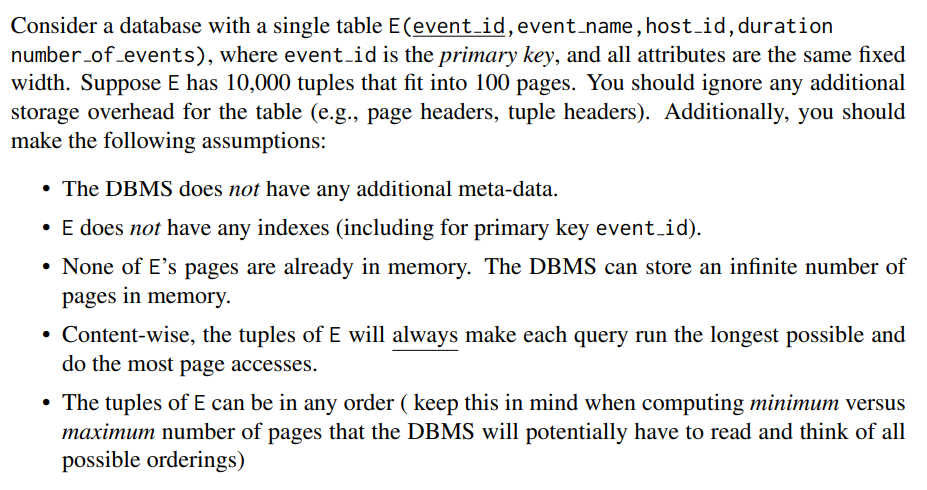 Consider a database with a single table E(event_id,event_name,host_id,duration
number_of_events), where event_id is the primary key, and all attributes are the same fixed
width. Suppose E has 10,000 tuples that fit into 100 pages. You should ignore any additional
storage overhead for the table (e.g., page headers, tuple headers). Additionally, you should
make the following assumptions:
• The DBMS does not have any additional meta-data.
• E does not have any indexes (including for primary key event_id).
• None of E's pages are already in memory. The DBMS can store an infinite number of
pages in memory.
• Content-wise, the tuples of E will always make each query run the longest possible and
do the most page accesses.
• The tuples of E can be in any order ( keep this in mind when computing minimum versus
maximum number of pages that the DBMS will potentially have to read and think of all
possible orderings)